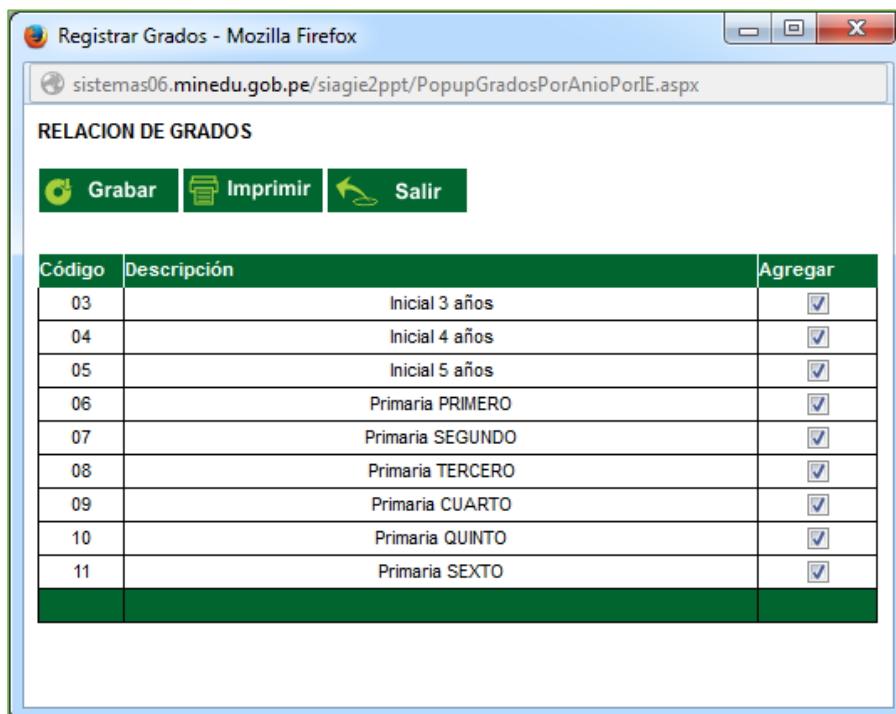 Registrar Grados - Mozilla Firefox
sistemas06.minedu.gob.pe/siagie2ppt/PopupGradosPorAnioPorIE.aspx
RELACION DE GRADOS
Grabar Imprimir Salir
Código Descripción Agregar
03 Inicial 3 años
04 Inicial 4 años
05 Inicial 5 años
06 Primaria PRIMERO
07 Primaria SEGUNDO
08 Primaria TERCERO
09 Primaria CUARTO
10 Primaria QUINTO
11 Primaria SEXTO